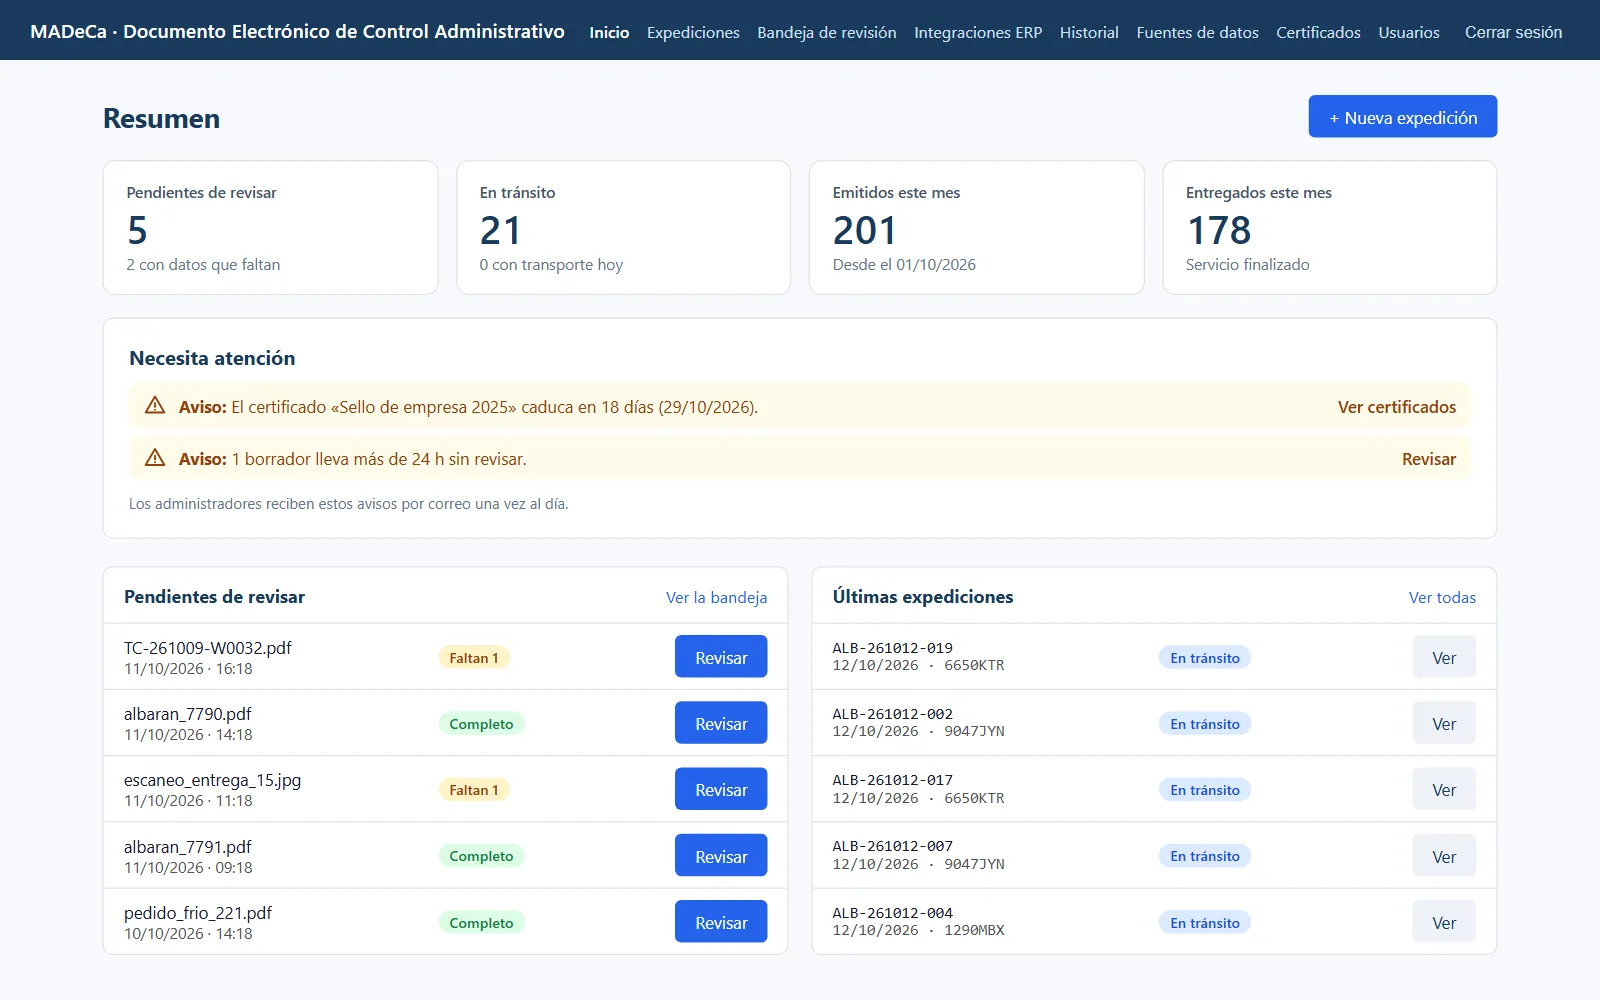 MADeCa · Documento Electrónico de Control Administrativo
Inicio
Expediciones
Bandeja de revisión
Integraciones ERP
Historial
Fuentes de datos
Certificados
Usuarios
Cerrar sesión
Resumen
+ Nueva expedición
Pendientes de revisar
5
2 con datos que faltan
En tránsito
21
0 con transporte hoy
Emitidos este mes
201
Desde el 01/10/2026
Entregados este mes
178
Servicio finalizado
Necesita atención
Aviso: El certificado «Sello de empresa 2025» caduca en 18 días (29/10/2026).
Ver certificados
Aviso: 1 borrador lleva más de 24 h sin revisar.
Revisar
Los administradores reciben estos avisos por correo una vez al día.
Pendientes de revisar
Ver la bandeja
TC-261009-W0032.pdf
11/10/2026 · 16:18
Faltan 1
Revisar
albaran_7790.pdf
11/10/2026 · 14:18
Completo
Revisar
escaneo_entrega_15.jpg
11/10/2026 · 11:18
Faltan 1
Revisar
albaran_7791.pdf
11/10/2026 · 09:18
Completo
Revisar
pedido_frio_221.pdf
10/10/2026 · 14:18
Completo
Revisar
Últimas expediciones
Ver todas
ALB-261012-019
12/10/2026 · 6650KTR
En tránsito
Ver
ALB-261012-002
12/10/2026 · 9047JYN
En tránsito
Ver
ALB-261012-017
12/10/2026 · 6650KTR
En tránsito
Ver
ALB-261012-007
12/10/2026 · 9047JYN
En tránsito
Ver
ALB-261012-004
12/10/2026 · 1290MBX
En tránsito
Ver